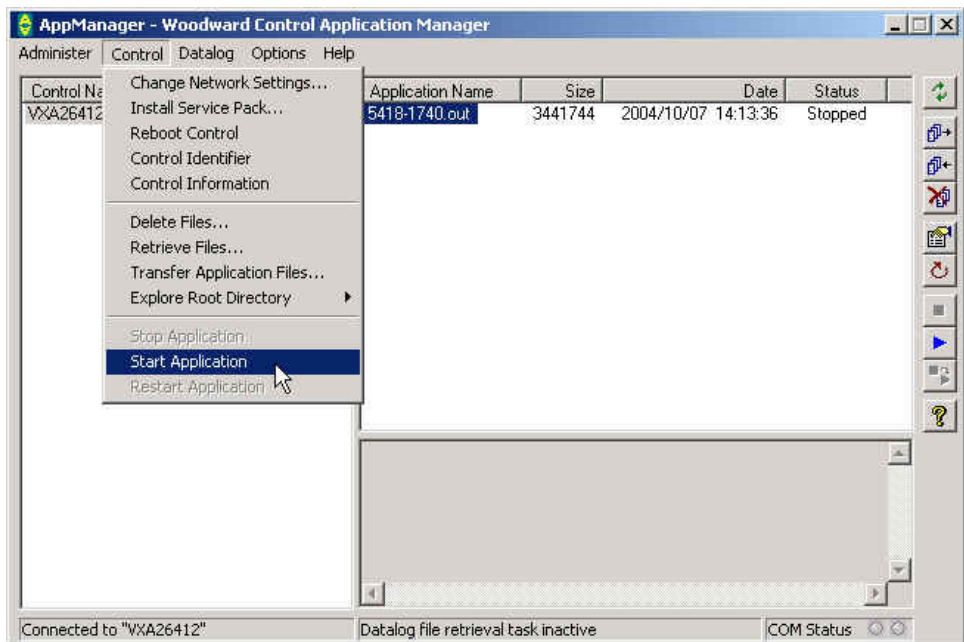 AppManager - Woodward Control Application Manager
Administer Control Datalog Options Help
Control Na
VXA26412
Change Network Settings...
Install Service Pack...
Reboot Control
Control Identifier
Control Information
Delete Files...
Retrieve Files...
Transfer Application Files...
Explore Root Directory
Stop Application
Start Application
Restart Application
Application Name Size Date Status
5418-1740.out 3441744 2004/10/07 14:13:36 Stopped
Connected to "VXA26412" Datalog file retrieval task inactive COM Status